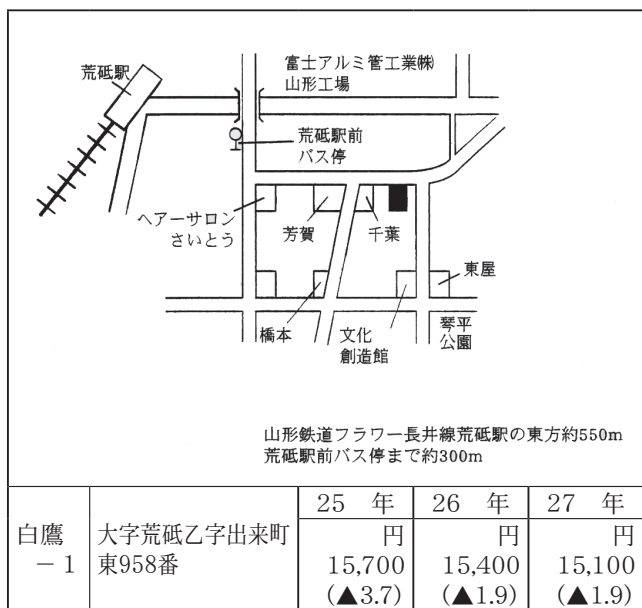 荒砥駅
富士アルミ管工業㈱
山形工場
荒砥駅前
バス停
ヘアーサロン
さいとう
芳賀
千葉
東屋
橋本
文化
創造館
琴平
公園
山形鉄道フラワー長井線荒砥駅の東方約550m
荒砥駅前バス停まで約300m
25 年 26 年 27 年
白鷹
－1
大字荒砥乙字出来町
東958番
円 円 円
15,700 15,400 15,100
(▲3.7) (▲1.9) (▲1.9)